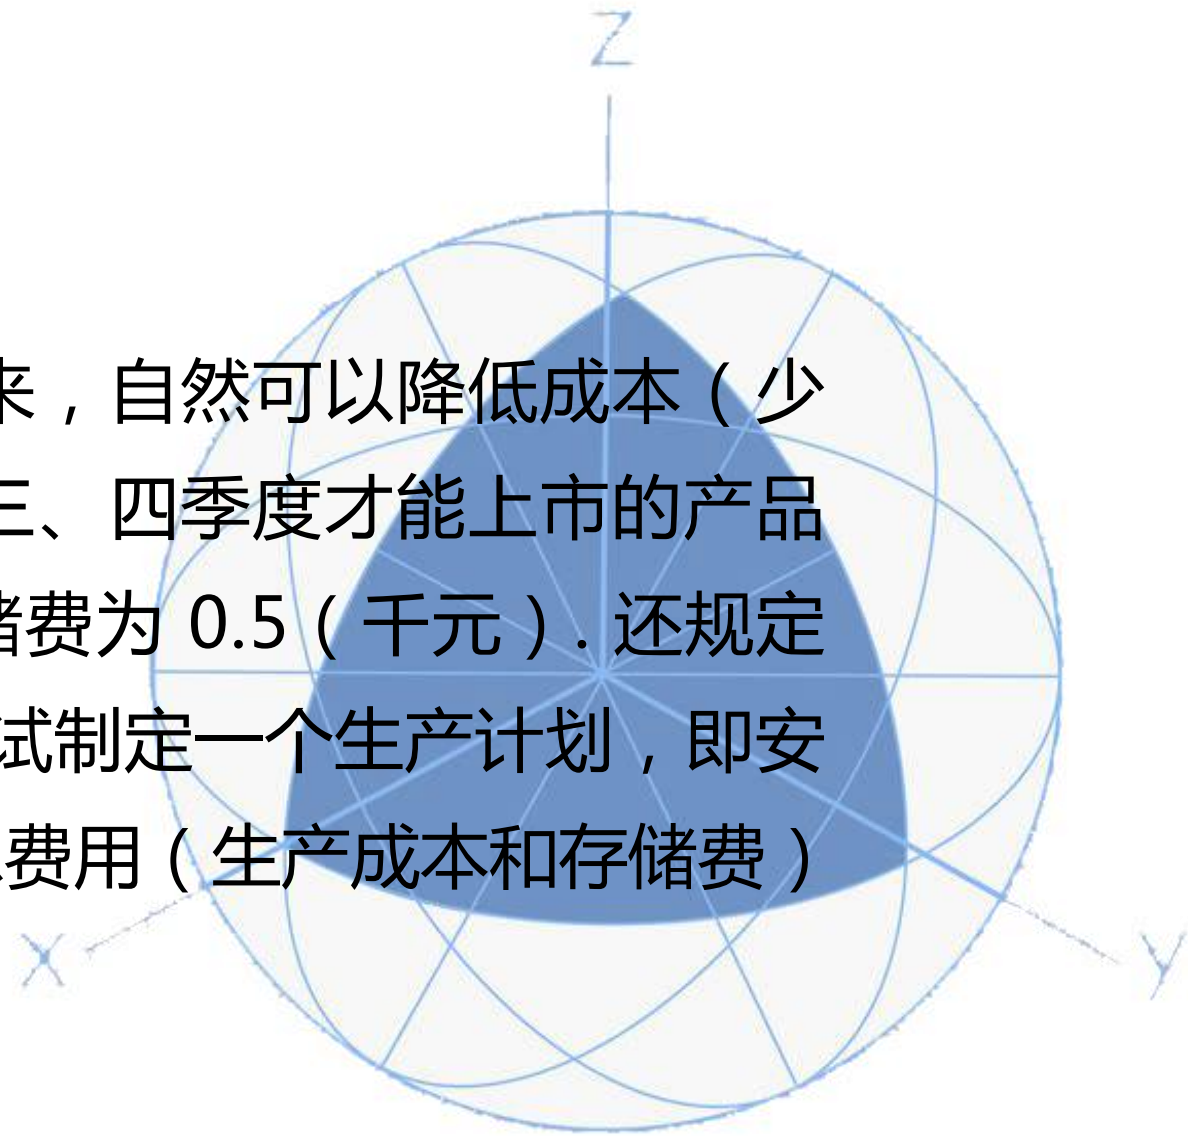 Z
来，自然可以降低成本（少
三、四季度才能上市的产品
储费为 0.5（千元）. 还规定
试制定一个生产计划，即安
费用（生产成本和存储费）
X
y